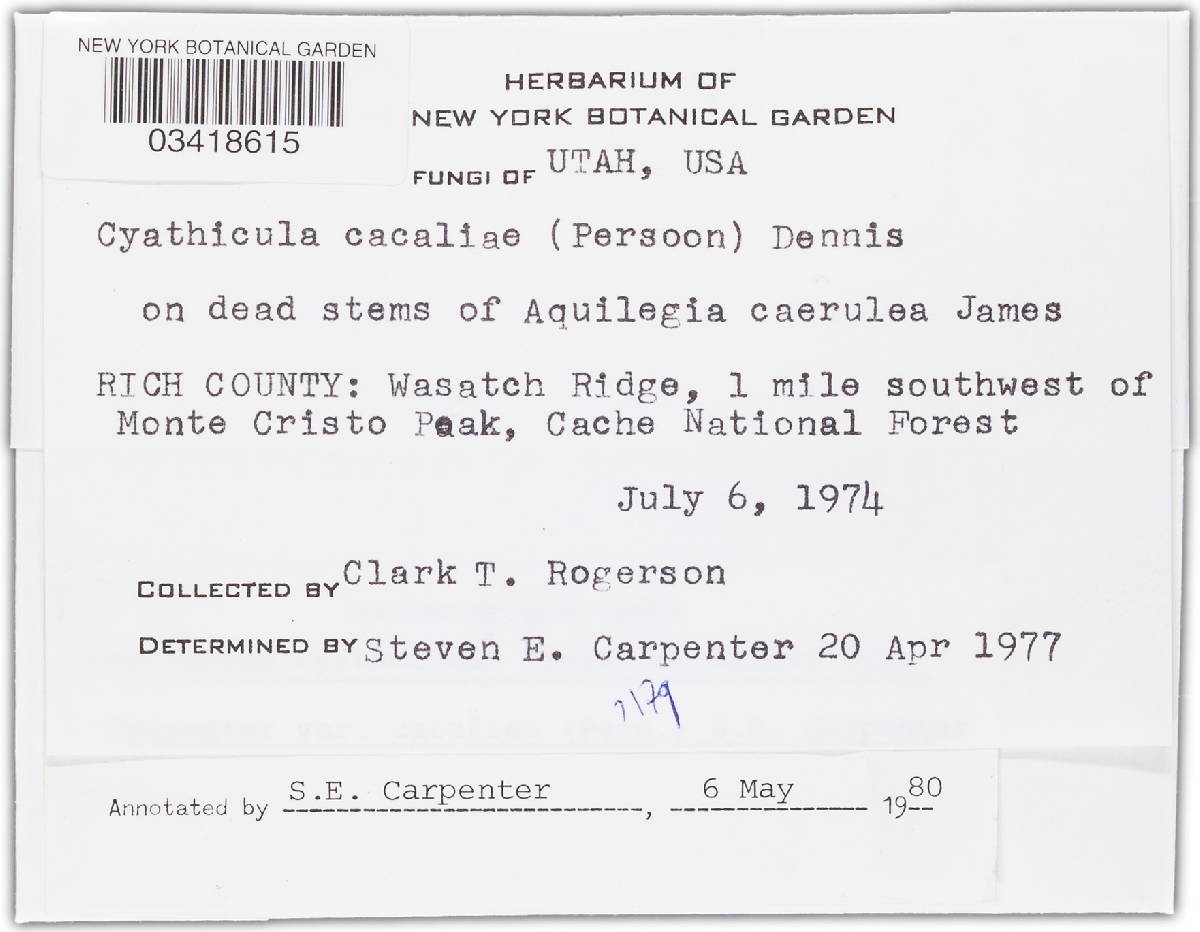 NEW YORK BOTANICAL GARDEN
03418615
HERBARIUM OF
NEW YORK BOTANICAL GARDEN
FUNGI OF UTAH, USA
Cyathicula cacaliae (Persoon) Dennis
on dead stems of Aquilegia caerulea James
RICH COUNTY: Wasatch Ridge, 1 mile southwest of
Monte Cristo Peak, Cache National Forest
July 6, 1974
COLLECTED BY Clark T. Rogerson
DETERMINED BY Steven E. Carpenter 20 Apr 1977
Annotated by S.E. Carpenter, 6 May 1980